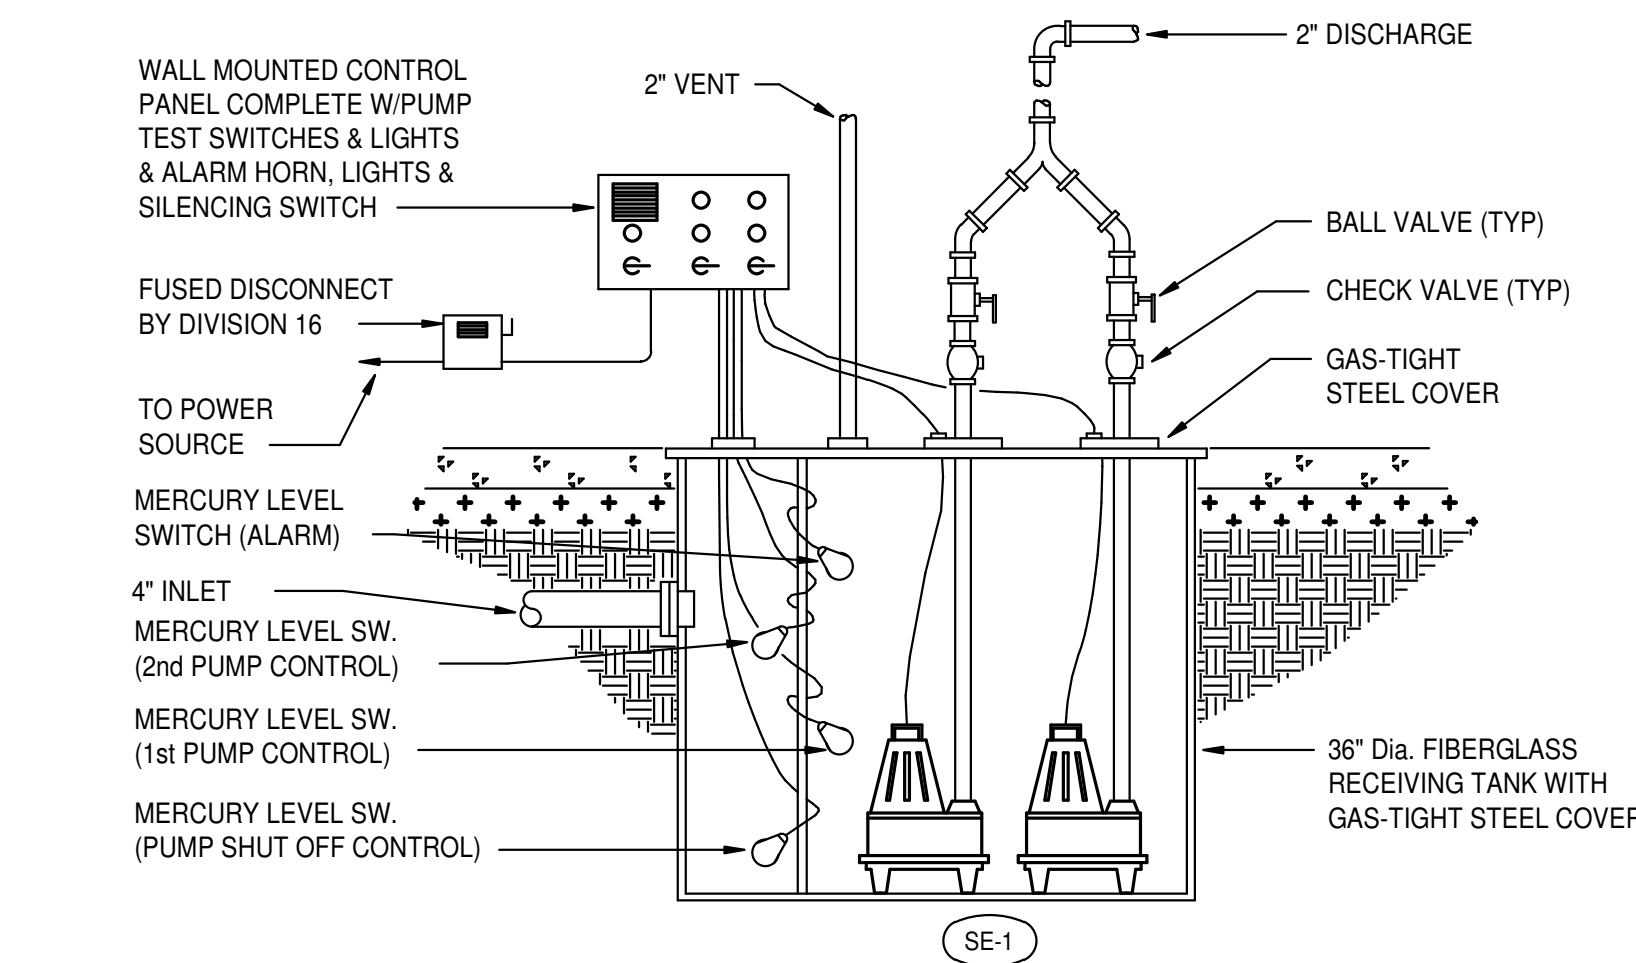 WALL MOUNTED CONTROL
PANEL COMPLETE W/PUMP
TEST SWITCHES & LIGHTS
& ALARM HORN, LIGHTS &
SILENCING SWITCH
2" VENT
2" DISCHARGE
BALL VALVE (TYP)
CHECK VALVE (TYP)
GAS-TIGHT
STEEL COVER
FUSED DISCONNECT
BY DIVISION 16
TO POWER
SOURCE
MERCURY LEVEL
SWITCH (ALARM)
4" INLET
MERCURY LEVEL SW.
(2nd PUMP CONTROL)
MERCURY LEVEL SW.
(1st PUMP CONTROL)
MERCURY LEVEL SW.
(PUMP SHUT OFF CONTROL)
36" Dia. FIBERGLASS
RECEIVING TANK WITH
GAS-TIGHT STEEL COVER
SE-1